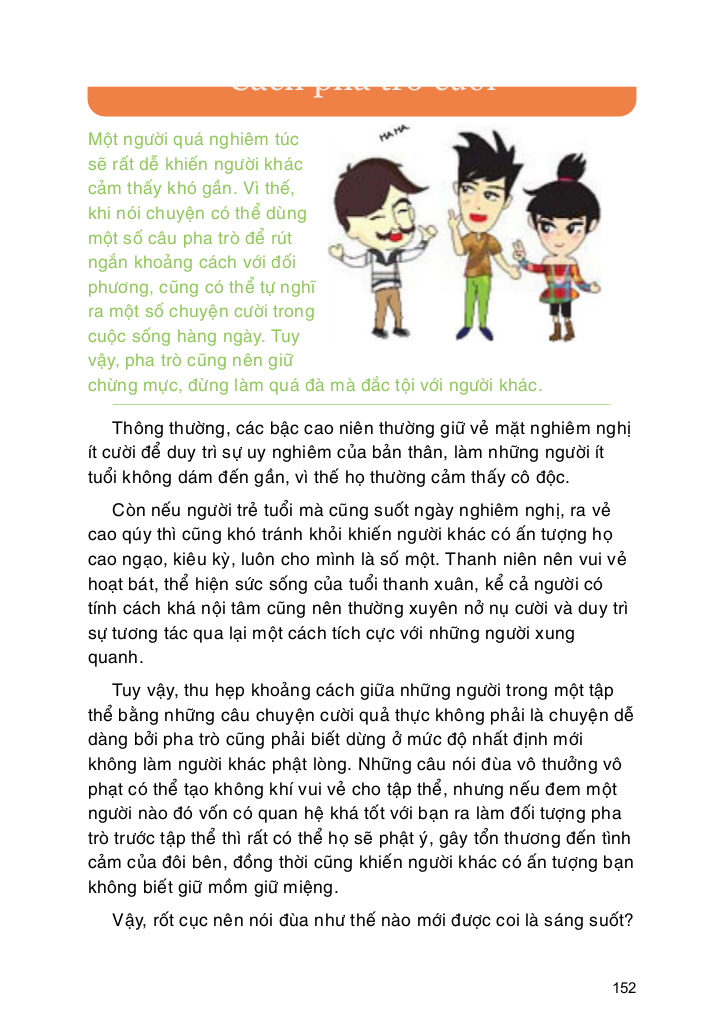 Cách pha trò cười
HA HA
Một người quá nghiêm túc
sẽ rất dễ khiến người khác
cảm thấy khó gần. Vì thế,
khi nói chuyện có thể dùng
một số câu pha trò để rút
ngắn khoảng cách với đối
phương, cũng có thể tự nghĩ
ra một số chuyện cười trong
cuộc sống hàng ngày. Tuy
vậy, pha trò cũng nên giữ
chừng mực, đừng làm quá đà mà đắc tội với người khác.
Thông thường, các bậc cao niên thường giữ vẻ mặt nghiêm nghị
ít cười để duy trì sự uy nghiêm của bản thân, làm những người ít
tuổi không dám đến gần, vì thế họ thường cảm thấy cô độc.
Còn nếu người trẻ tuổi mà cũng suốt ngày nghiêm nghị, ra vẻ
cao qúy thì cũng khó tránh khỏi khiến người khác có ấn tượng họ
cao ngạo, kiêu kỳ, luôn cho mình là số một. Thanh niên nên vui vẻ
hoạt bát, thể hiện sức sống của tuổi thanh xuân, kể cả người có
tính cách khá nội tâm cũng nên thường xuyên nở nụ cười và duy trì
sự tương tác qua lại một cách tích cực với những người xung
quanh.
Tuy vậy, thu hẹp khoảng cách giữa những người trong một tập
thể bằng những câu chuyện cười quả thực không phải là chuyện dễ
dàng bởi pha trò cũng phải biết dừng ở mức độ nhất định mới
không làm người khác phật lòng. Những câu nói đùa vô thưởng vô
phạt có thể tạo không khí vui vẻ cho tập thể, nhưng nếu đem một
người nào đó vốn có quan hệ khá tốt với bạn ra làm đối tượng pha
trò trước tập thể thì rất có thể họ sẽ phật ý, gây tổn thương đến tình
cảm của đôi bên, đồng thời cũng khiến người khác có ấn tượng bạn
không biết giữ mồm giữ miệng.
Vậy, rốt cục nên nói đùa như thế nào mới được coi là sáng suốt?
152